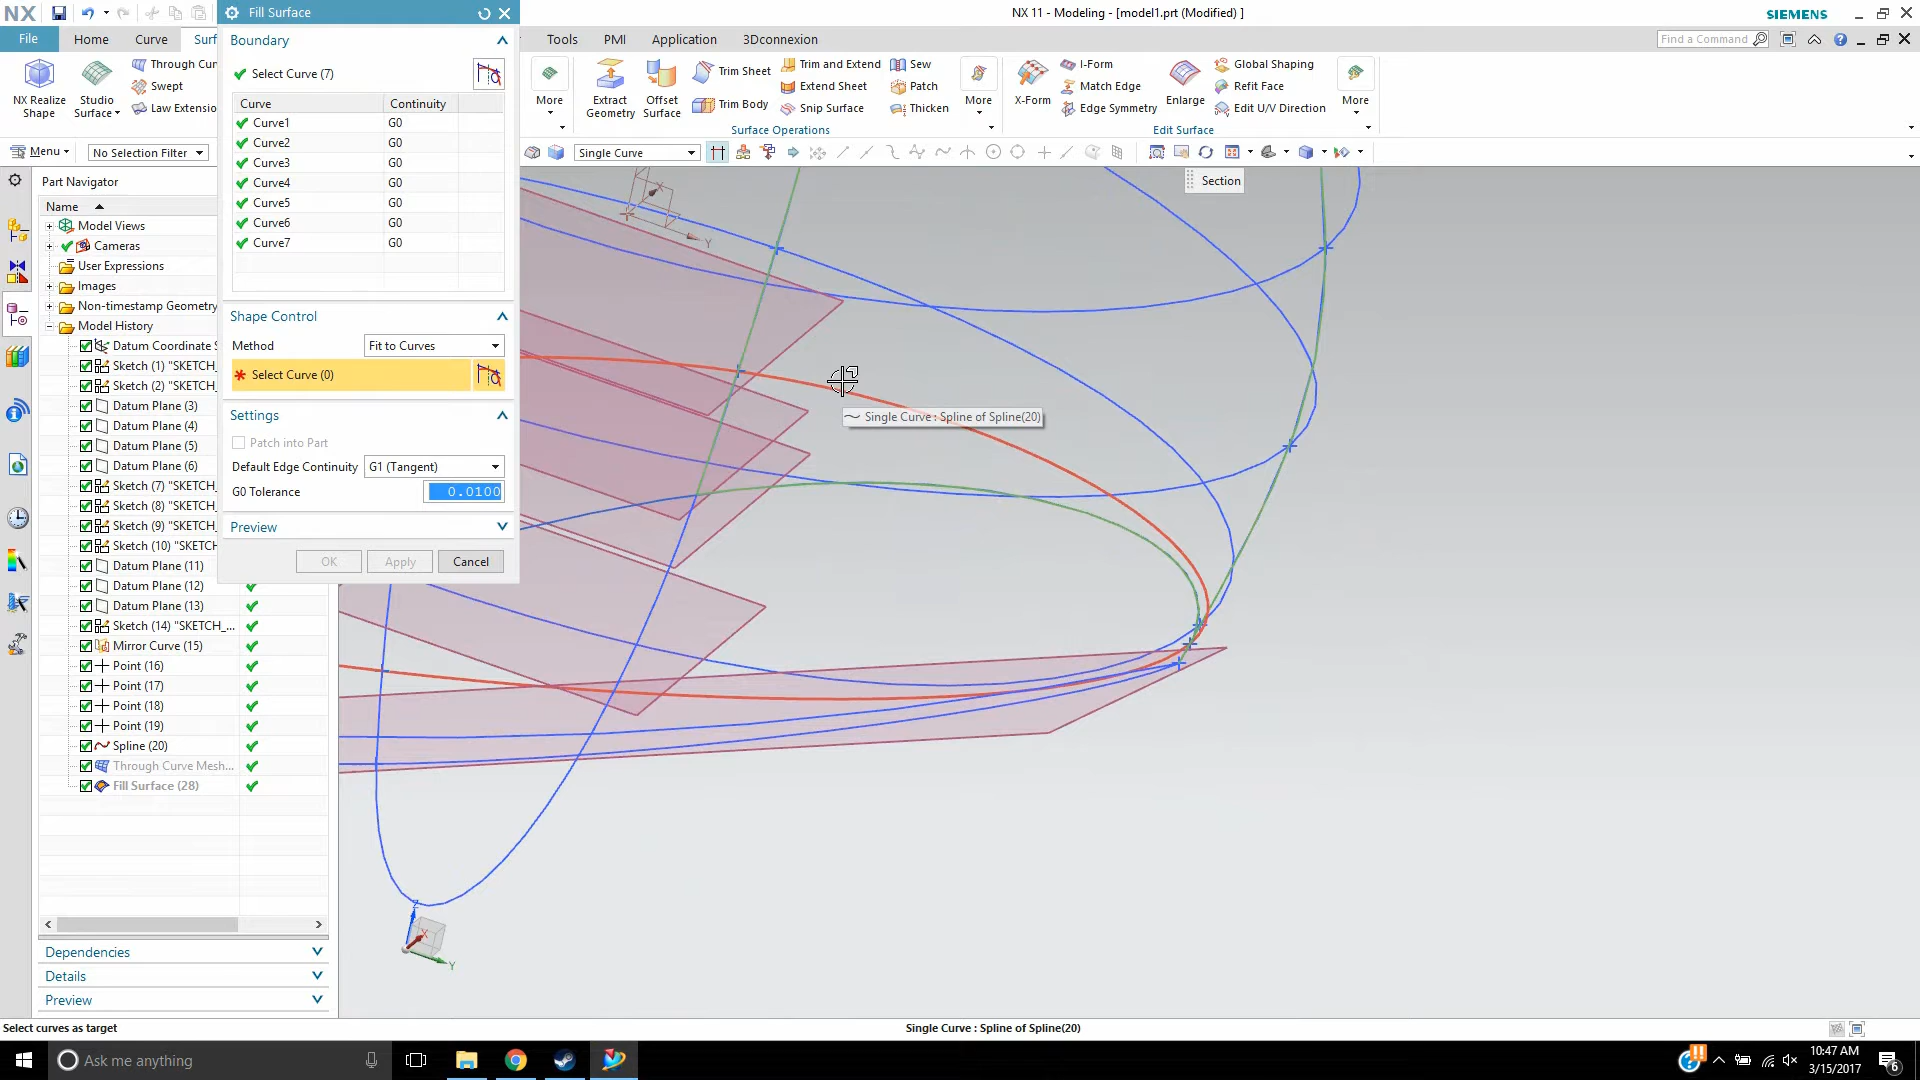 NX
Fill Surface
NX 11 - Modeling - [model1.prt (Modified) ]
SIEMENS
File
Home
Curve
Surf
Tools
PMI
Application
3Dconnexion
Find a Command
NX Realize Shape
Studio Surface
Through Cur
Swept
Law Extensio
More
Extract Geometry
Offset Surface
Trim Sheet
Trim Body
Trim and Extend
Extend Sheet
Snip Surface
Sew
Patch
Thicken
More
Surface Operations
X-Form
I-Form
Match Edge
Edge Symmetry
Enlarge
Global Shaping
Refit Face
Edit U/V Direction
More
Edit Surface
Menu
No Selection Filter
Single Curve
Section
Boundary
Select Curve (7)
Curve Continuity
Curve1 G0
Curve2 G0
Curve3 G0
Curve4 G0
Curve5 G0
Curve6 G0
Curve7 G0
Shape Control
Method Fit to Curves
Select Curve (0)
Settings
Patch into Part
Default Edge Continuity G1 (Tangent)
G0 Tolerance 0.0100
Preview
OK
Apply
Cancel
Part Navigator
Name
Model Views
Cameras
User Expressions
Images
Non-timestamp Geometry
Model History
Datum Coordinate S
Sketch (1) "SKETCH_
Sketch (2) "SKETCH_
Datum Plane (3)
Datum Plane (4)
Datum Plane (5)
Datum Plane (6)
Sketch (7) "SKETCH_
Sketch (8) "SKETCH_
Sketch (9) "SKETCH_
Sketch (10) "SKETCH
Datum Plane (11)
Datum Plane (12)
Datum Plane (13)
Sketch (14) "SKETCH_...
Mirror Curve (15)
Point (16)
Point (17)
Point (18)
Point (19)
Spline (20)
Through Curve Mesh...
Fill Surface (28)
Dependencies
Details
Preview
X
Y
Single Curve : Spline of Spline(20)
Z
X
Y
Select curves as target
Single Curve : Spline of Spline(20)
Ask me anything
10:47 AM
3/15/2017
6